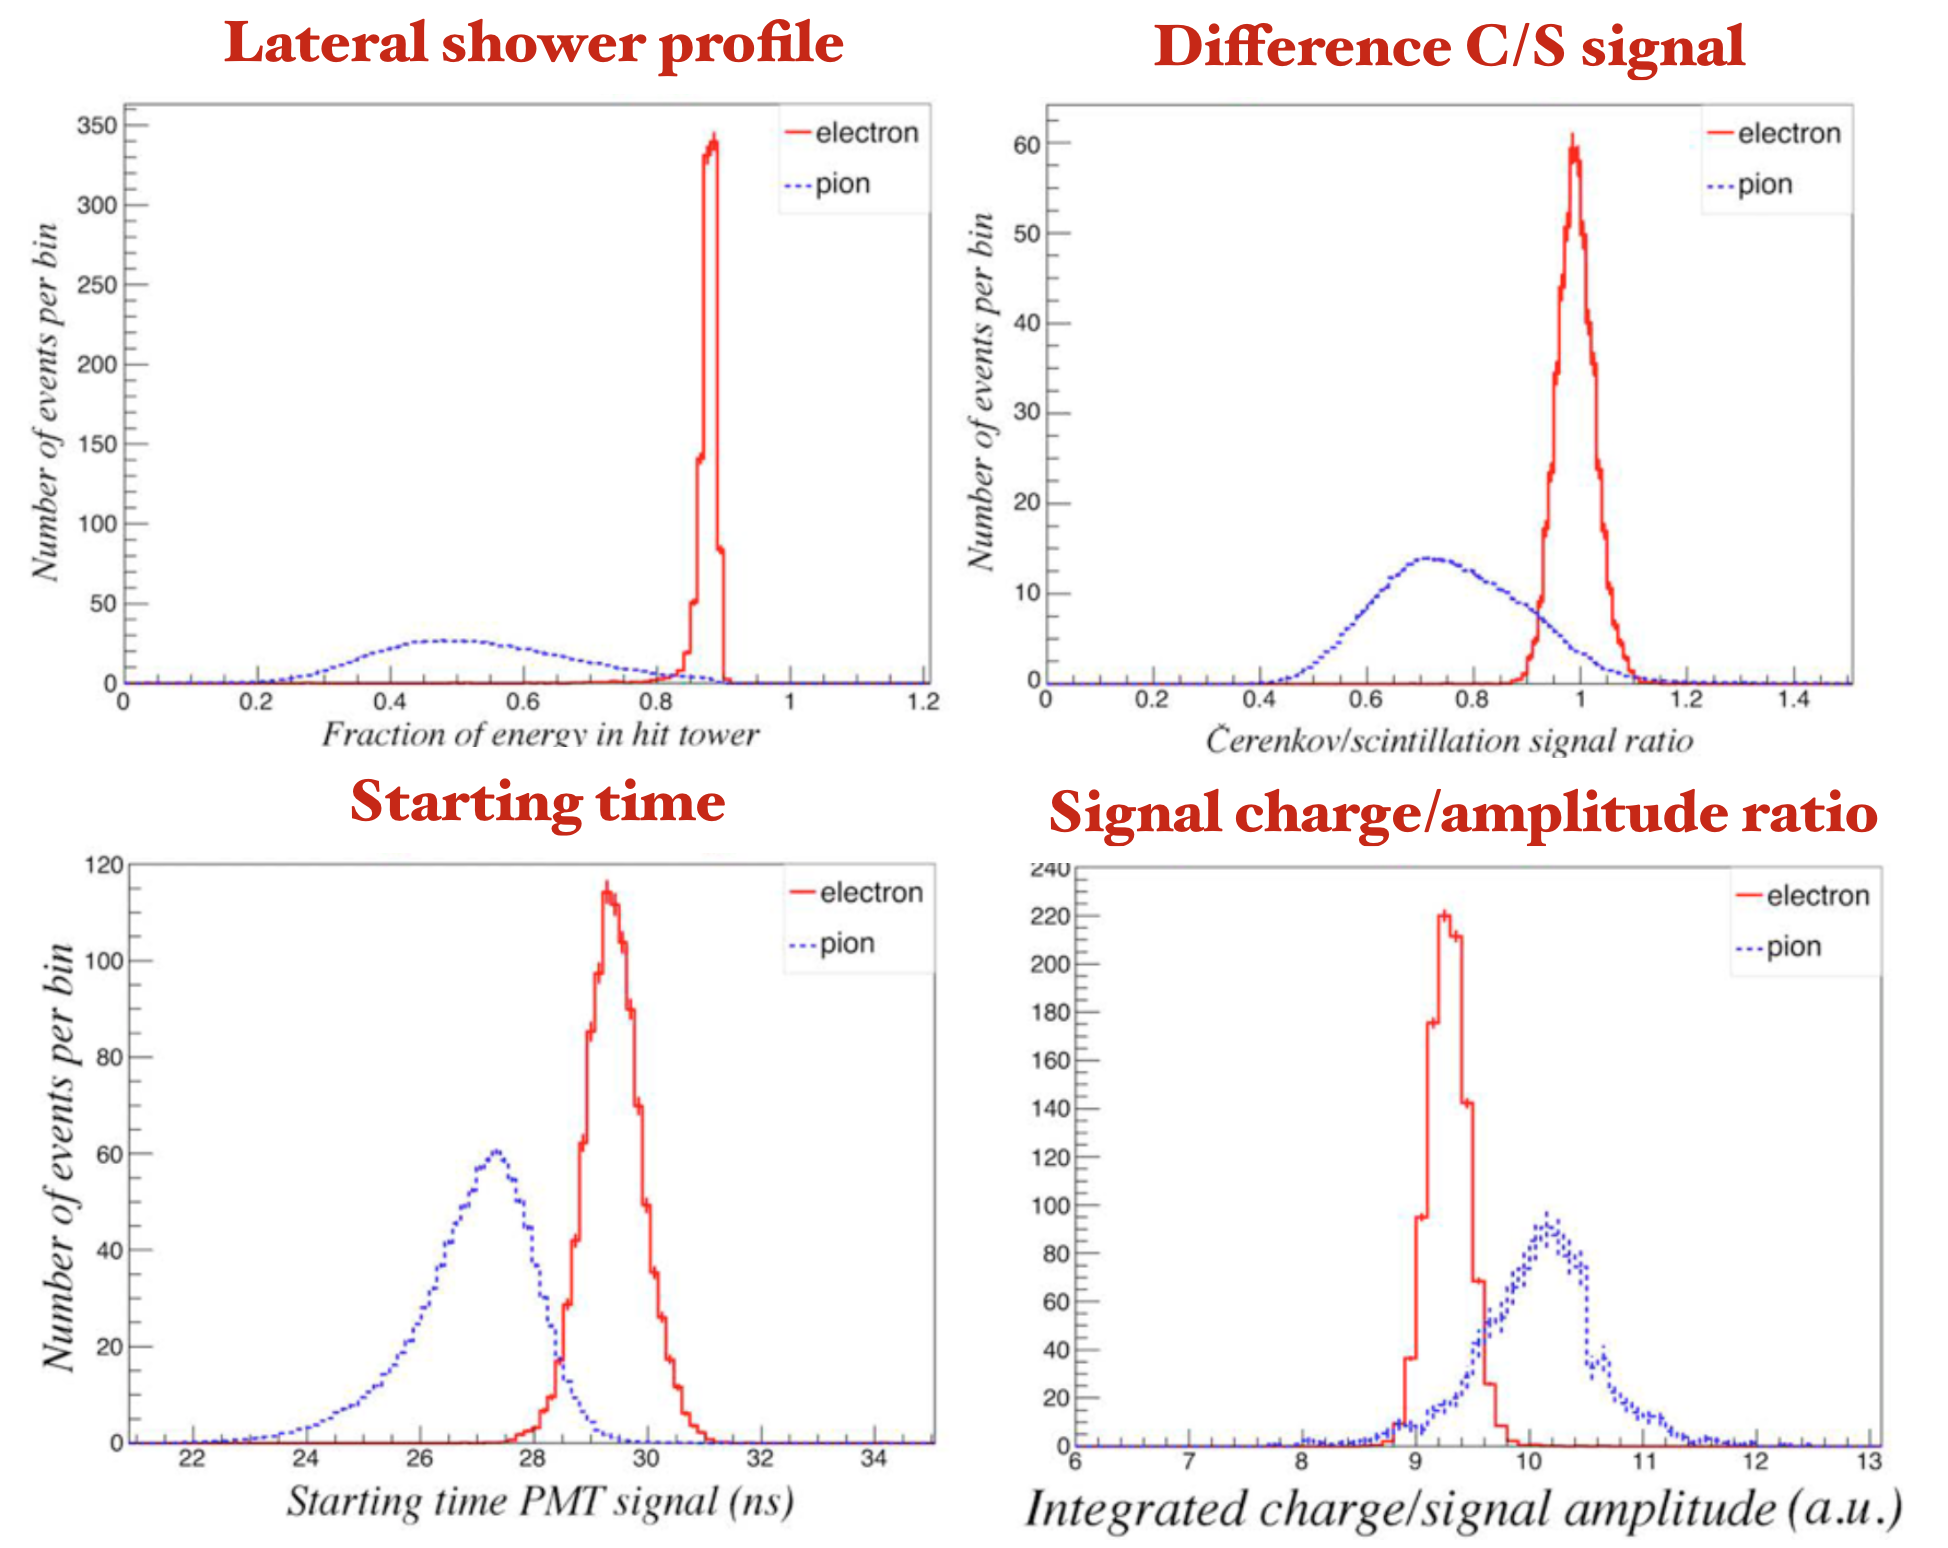 Lateral shower profile
350
300
250
200
150
100
50
0
0 0.2 0.4 0.6 0.8 1 1.2
Number of events per bin
electron
pion
Fraction of energy in hit tower
Difference C/S signal
60
50
40
30
20
10
0
0 0.2 0.4 0.6 0.8 1 1.2 1.4
Number of events per bin
electron
pion
Čerenkov/scintillation signal ratio
Starting time
120
100
80
60
40
20
0
22 24 26 28 30 32 34
Number of events per bin
electron
pion
Starting time PMT signal (ns)
Signal charge/amplitude ratio
240
220
200
180
160
140
120
100
80
60
40
20
0
6 7 8 9 10 11 12 13
electron
pion
Integrated charge/signal amplitude (a.u.)